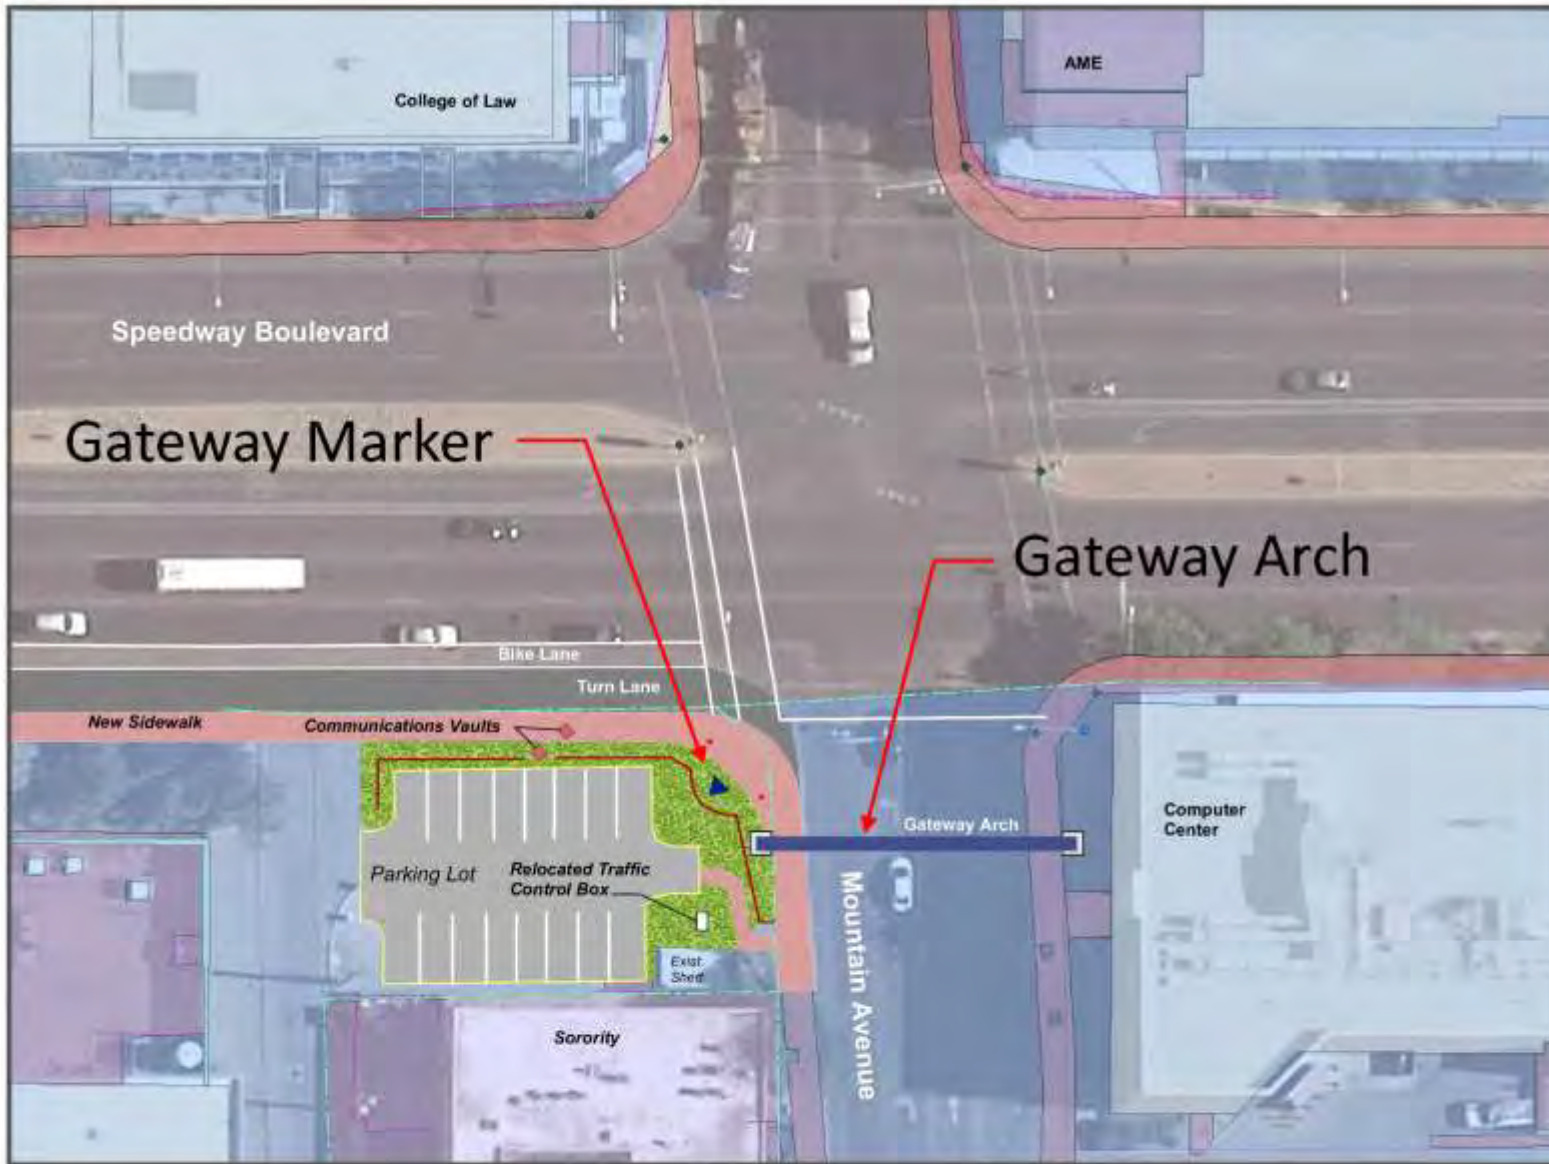 College of Law
AME
Speedway Boulevard
Gateway Marker
Gateway Arch
Bike Lane
Turn Lane
New Sidewalk
Communications Vaults
Gateway Arch
Computer
Center
Parking Lot
Relocated Traffic
Control Box
Mountain Avenue
Exist
Shed
Sorority